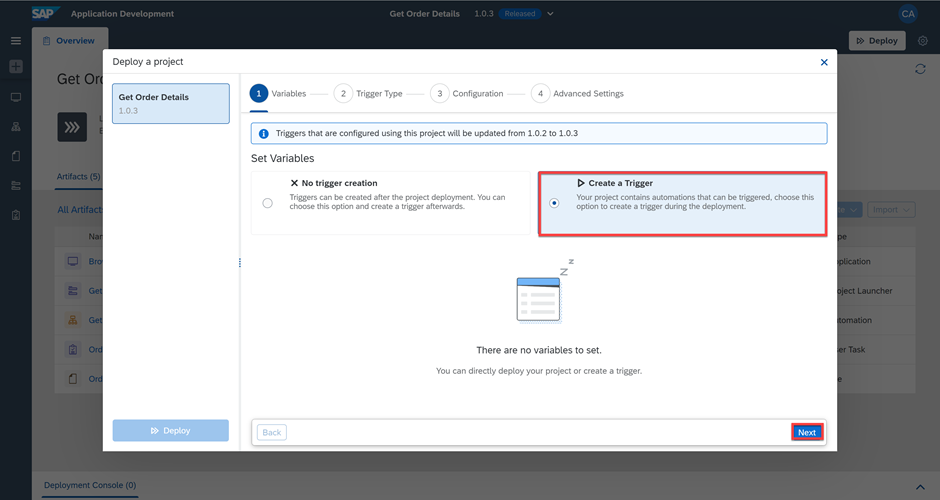 SAP Application Development
Get Order Details 1.0.3 Released
CA
Overview
Deploy
Get Or
Deploy a project
Get Order Details
1.0.3
1 Variables
2 Trigger Type
3 Configuration
4 Advanced Settings
Triggers that are configured using this project will be updated from 1.0.2 to 1.0.3
Set Variables
No trigger creation
Triggers can be created after the project deployment. You can
choose this option and create a trigger afterwards.
Create a Trigger
Your project contains automations that can be triggered, choose this
option to create a trigger during the deployment.
Artifacts (5)
All Artifacts
Import
Na
ype
Bro
plication
Get
oject Launcher
Get
tomation
Ord
er Task
Ord
e
z
z
There are no variables to set.
You can directly deploy your project or create a trigger.
Deploy
Back
Next
Deployment Console (0)